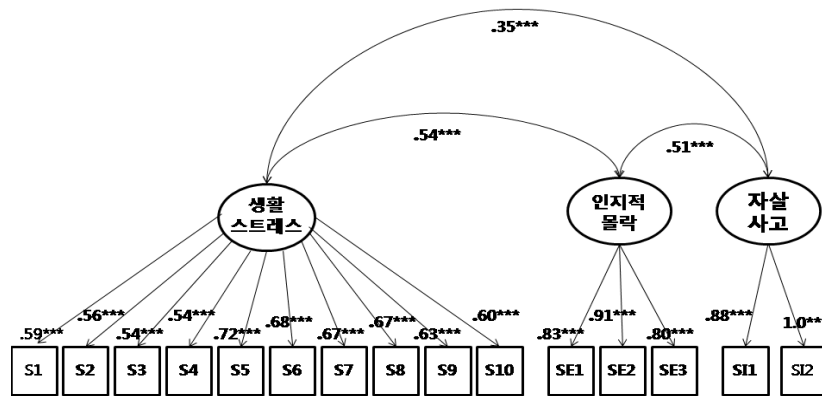 .35***
.54***
.51***
생활
스트레스
인지적
몰락
자살
사고
.59***
.56***
.54***
.54***
.72***
.68***
.67***
.67***
.63***
.60***
.83***
.91***
.80***
.88***
1.0**
S1
S2
S3
S4
S5
S6
S7
S8
S9
S10
SE1
SE2
SE3
SI1
SI2